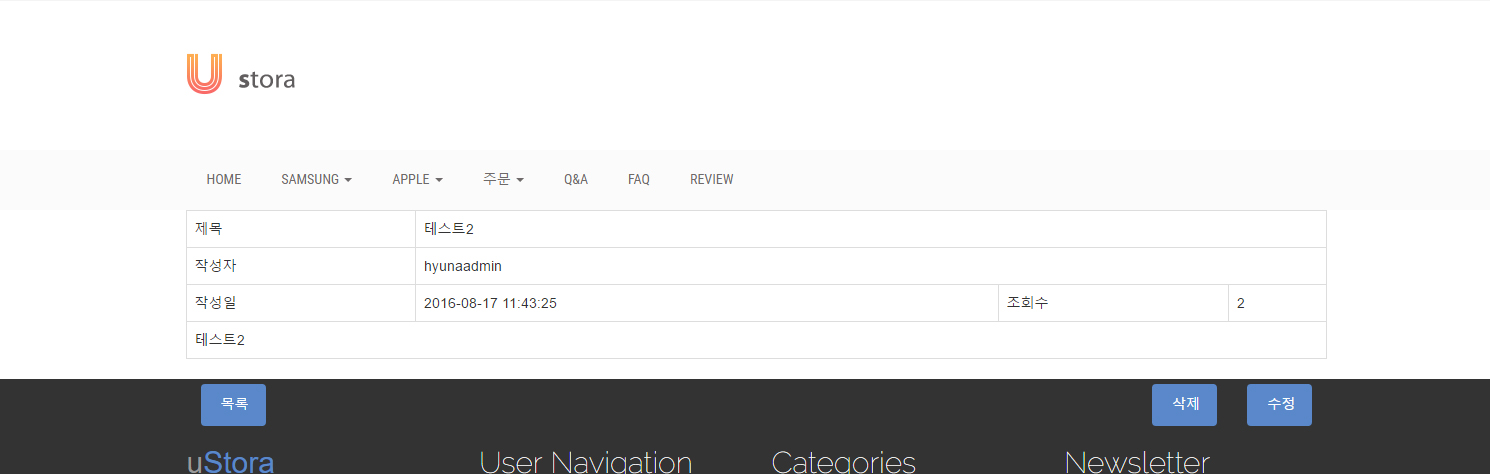 U stora
HOME SAMSUNG APPLE 주문 Q&A FAQ REVIEW
제목 테스트2
작성자 hyunaadmin
작성일 2016-08-17 11:43:25 조회수 2
테스트2
목록 삭제 수정
uStora User Navigation Categories Newsletter